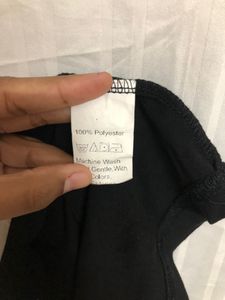 100% Polyester
Machine Wash
Gentle, With
Colors,